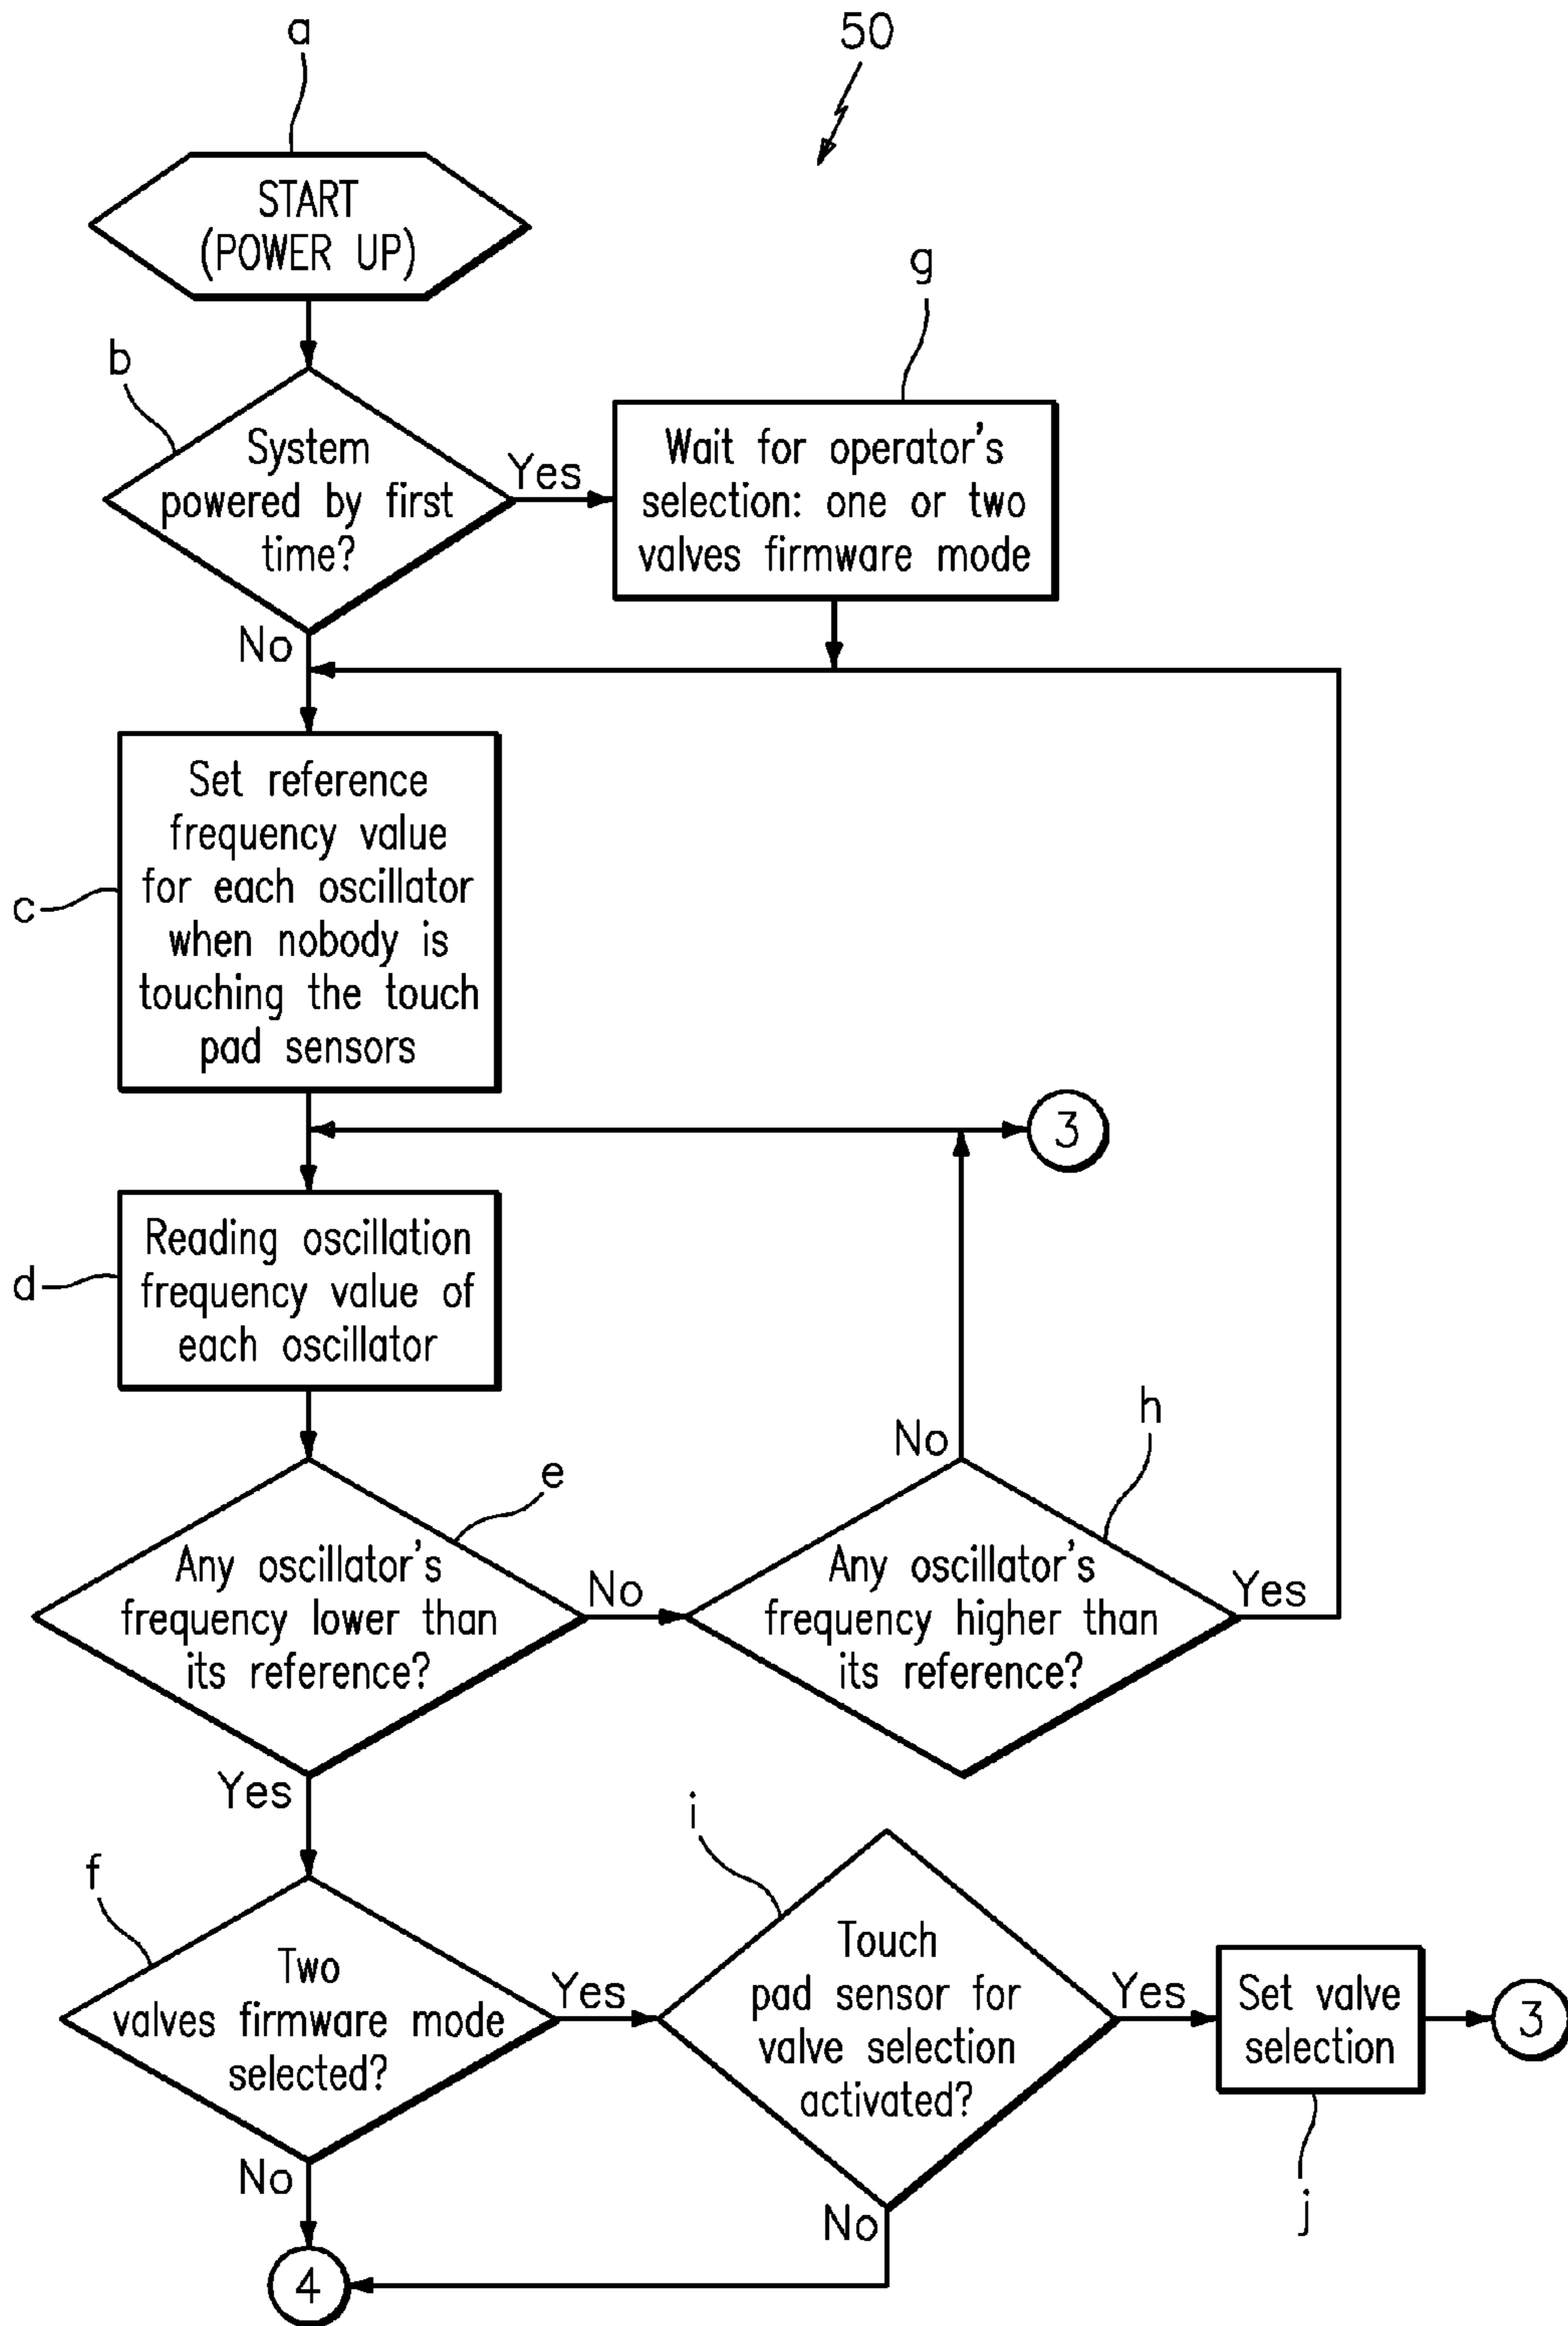 a
50
START
(POWER UP)
g
b
System
powered by first
time?
Yes
Wait for operator's
selection: one or two
valves firmware mode
No
Set reference
frequency value
for each oscillator
when nobody is
touching the touch
pad sensors
c
3
Reading oscillation
frequency value of
each oscillator
d
h
No
e
Any oscillator's
frequency lower than
its reference?
No
Any oscillator's
frequency higher than
its reference?
Yes
Yes
i
f
Two
valves firmware mode
selected?
Yes
Touch
pad sensor for
valve selection
activated?
Yes
Set valve
selection
3
No
No
j
4